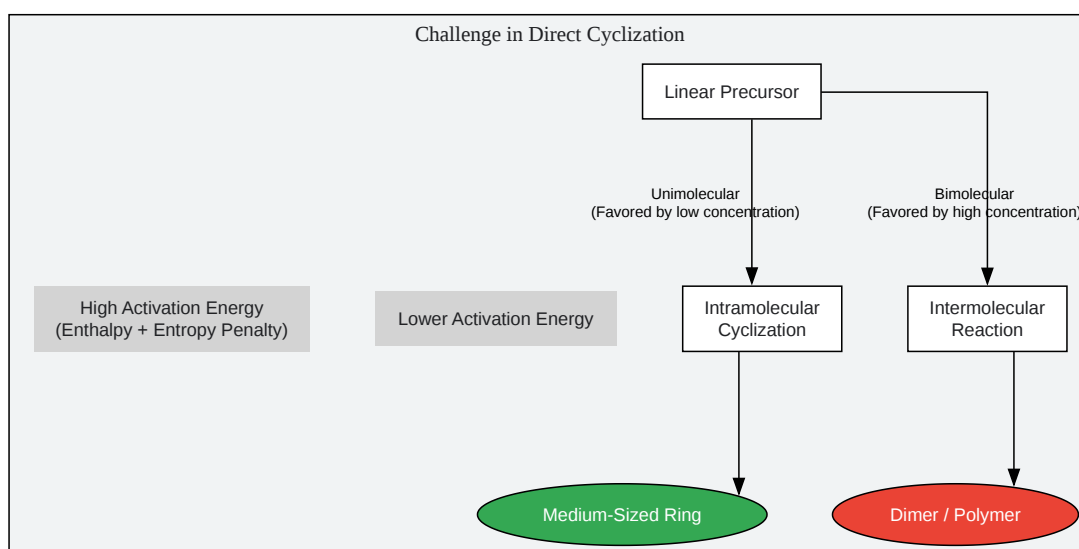 Challenge in Direct Cyclization
Linear Precursor
Unimolecular
(Favored by low concentration)
Bimolecular
(Favored by high concentration)
High Activation Energy
(Enthalpy + Entropy Penalty)
Lower Activation Energy
Intramolecular
Cyclization
Intermolecular
Reaction
Medium-Sized Ring
Dimer / Polymer